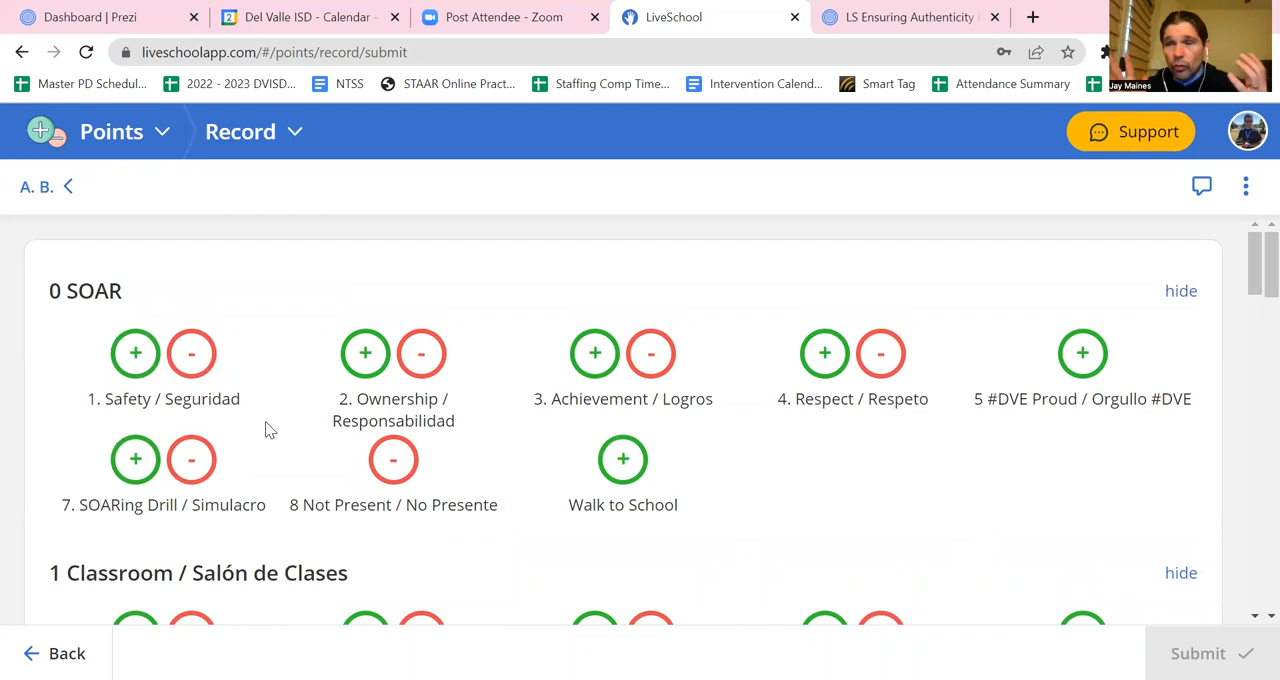 Dashboard | Prezi
Del Valle ISD - Calendar -
Post Attendee - Zoom
LiveSchool
LS Ensuring Authenticity i
liveschoolapp.com/#/points/record/submit
Master PD Schedul...
2022 - 2023 DVISD...
NTSS
STAAR Online Pract...
Staffing Comp Time...
Intervention Calend...
Smart Tag
Attendance Summary
Jay Maines
Points
Record
Support
A. B.
0 SOAR
hide
+ -
+ -
+ -
+ -
+
1. Safety / Seguridad
2. Ownership /
Responsabilidad
3. Achievement / Logros
4. Respect / Respeto
5 #DVE Proud / Orgullo #DVE
+ -
-
+
7. SOARing Drill / Simulacro
8 Not Present / No Presente
Walk to School
1 Classroom / Salón de Clases
hide
Back
Submit